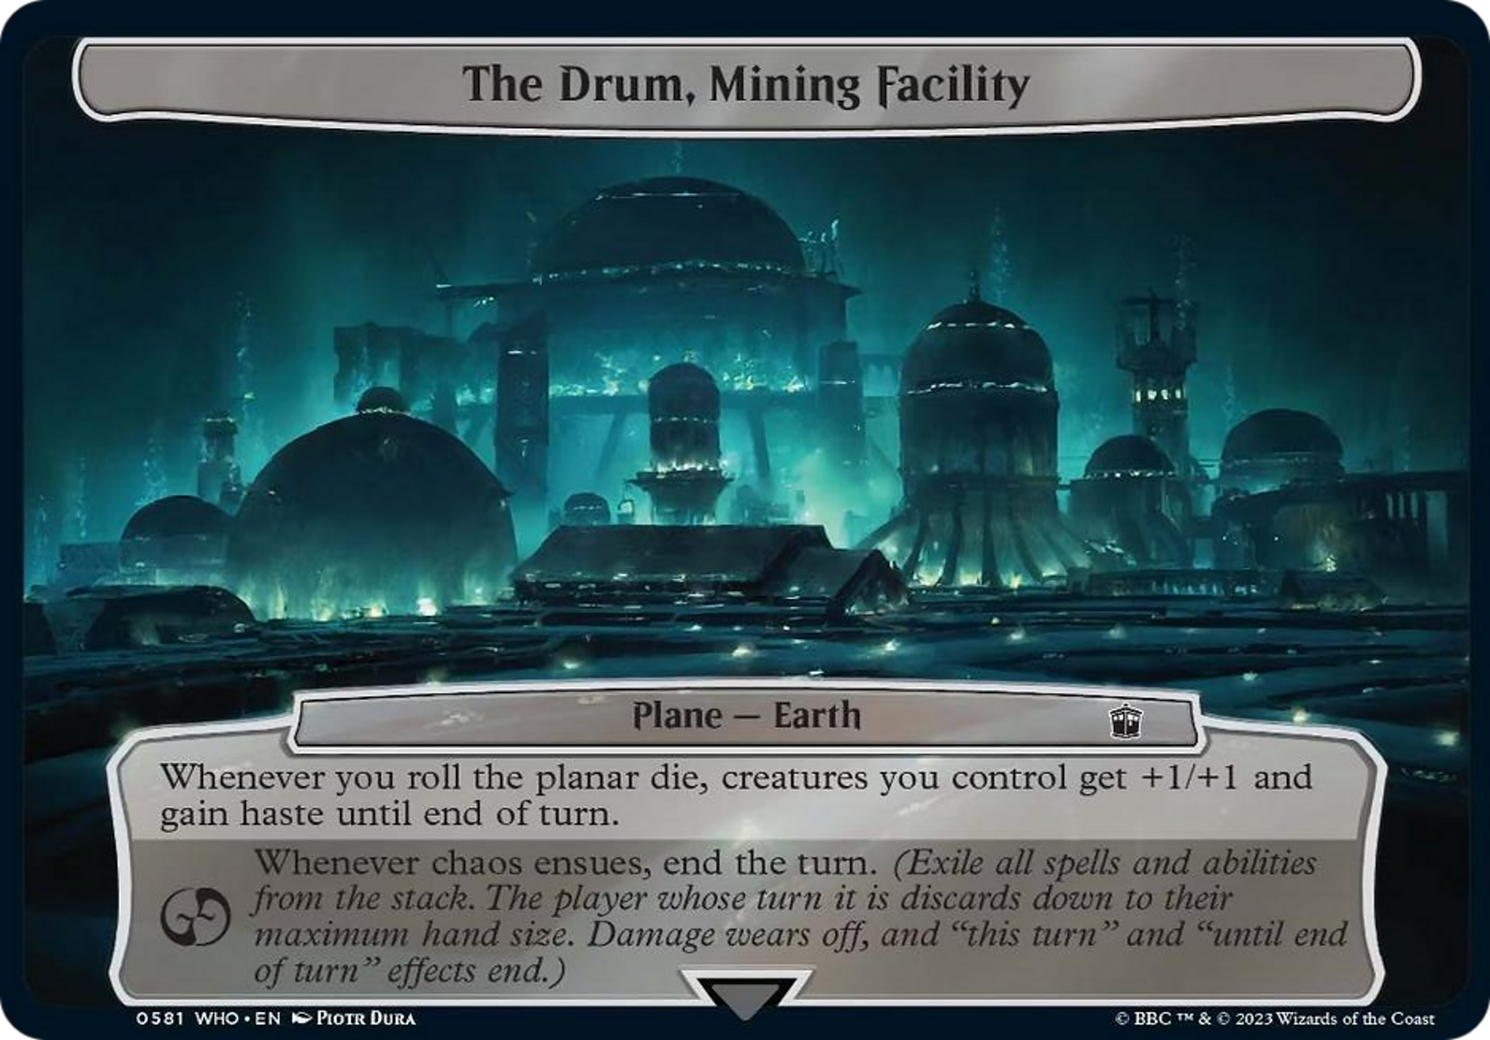 The Drum, Mining Facility
Plane — Earth
Whenever you roll the planar die, creatures you control get +1/+1 and
gain haste until end of turn.
Whenever chaos ensues, end the turn. (Exile all spells and abilities
from the stack. The player whose turn it is discards down to their
maximum hand size. Damage wears off, and “this turn” and “until end
of turn” effects end.)
0581 WHO • EN Piotr Dura
© BBC ™ & © 2023 Wizards of the Coast